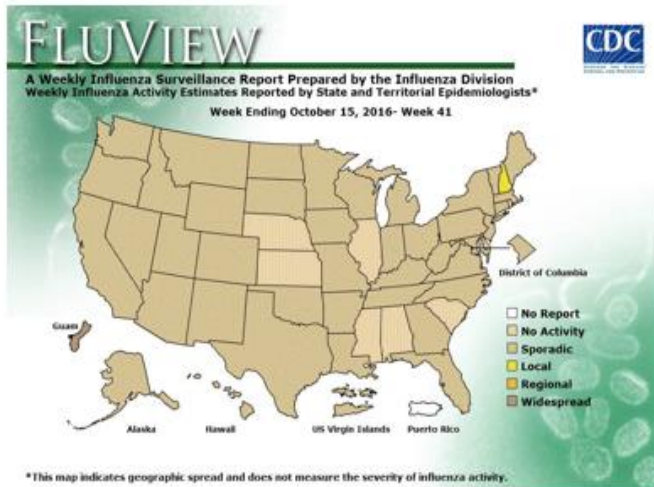 FLUVIEW
CDC
A Weekly Influenza Surveillance Report Prepared by the Influenza Division
Weekly Influenza Activity Estimates Reported by State and Territorial Epidemiologists*
Week Ending October 15, 2016- Week 41
District of Columbia
Guam
No Report
No Activity
Sporadic
Local
Regional
Widespread
Alaska
Hawaii
US Virgin Islands
Puerto Rico
*This map indicates geographic spread and does not measure the severity of influenza activity.